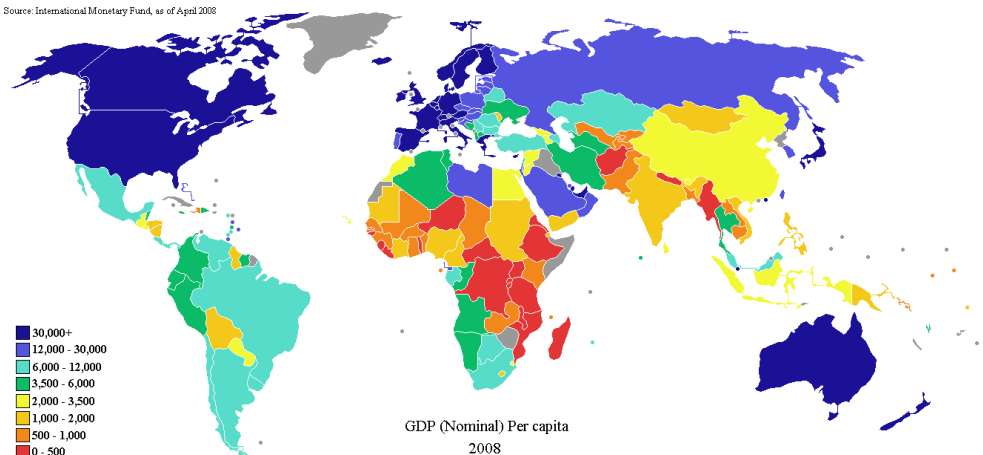 Source: International Monetary Fund, as of April 2008
30,000+
12,000 - 30,000
6,000 - 12,000
3,500 - 6,000
2,000 - 3,500
1,000 - 2,000
500 - 1,000
0 - 500
GDP (Nominal) Per capita
2008